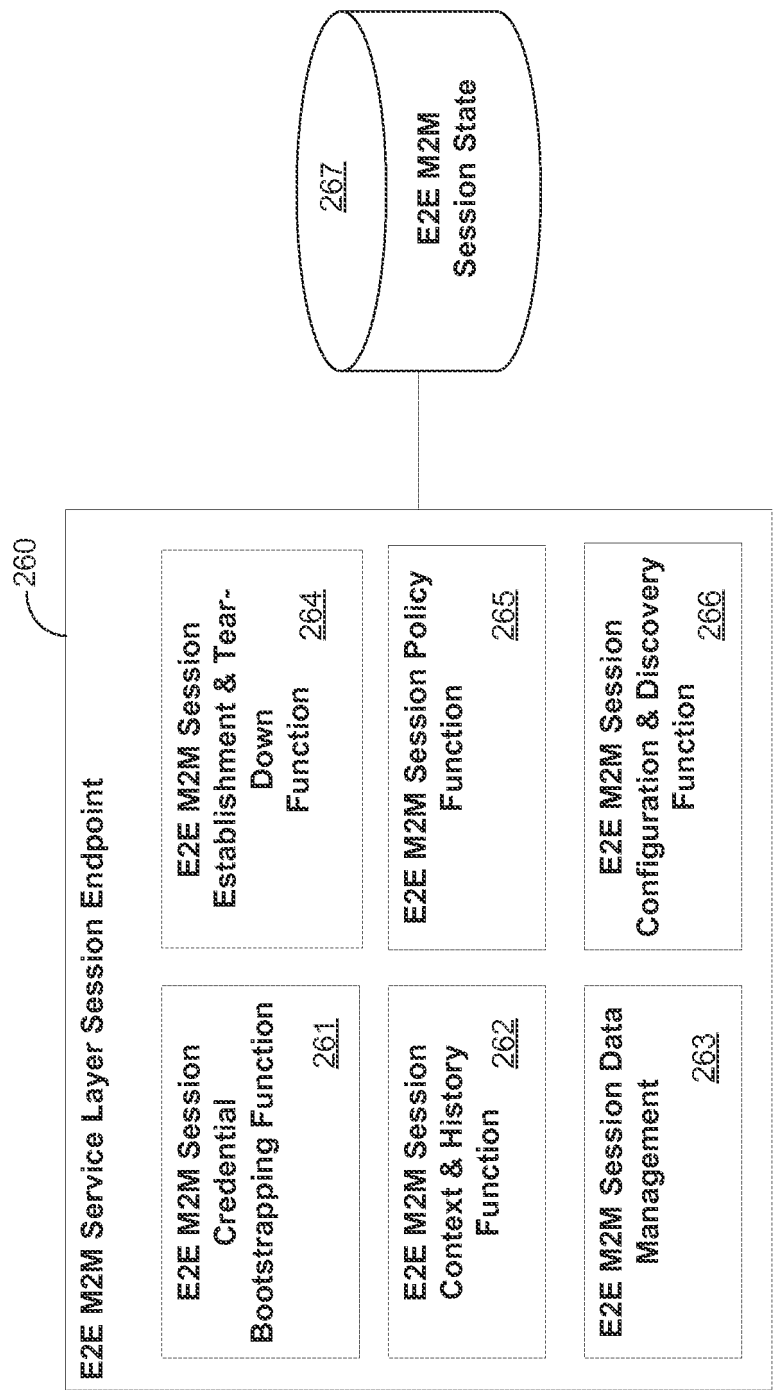 260
E2E M2M Service Layer Session Endpoint
E2E M2M Session
Credential
Bootstrapping Function
261
E2E M2M Session
Establishment & Tear-
Down
Function
264
E2E M2M Session
Context & History
Function
262
E2E M2M Session Policy
Function
265
E2E M2M Session Data
Management
263
E2E M2M Session
Configuration & Discovery
Function
266
267
E2E M2M
Session State